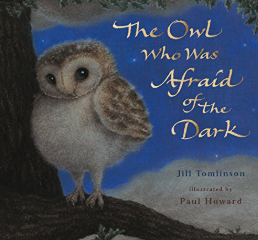 The Owl
Who Was
Afraid
of the
Dark
Jill Tomlinson
illustrated by
Paul Howard